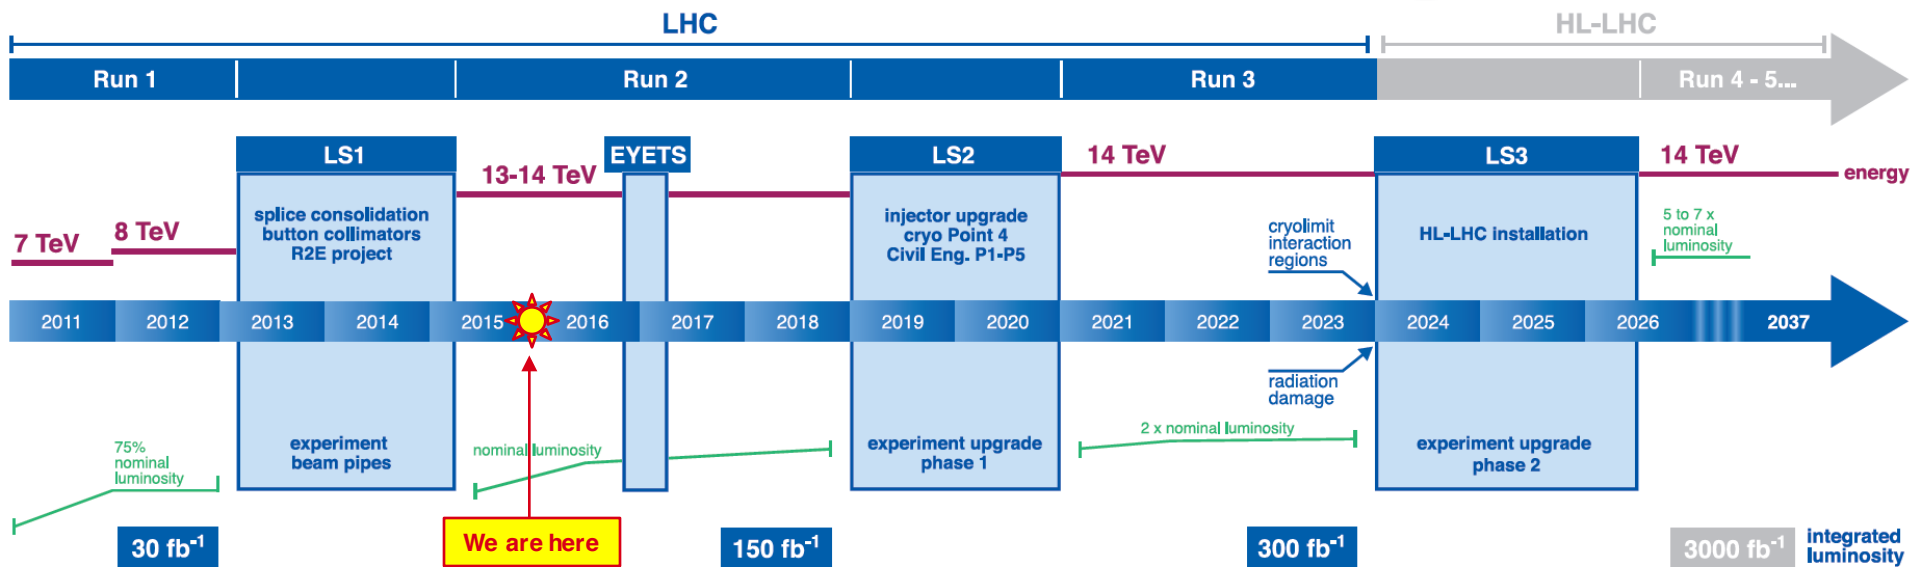 LHC
HL-LHC
Run 1
Run 2
Run 3
Run 4 - 5...
LS1
EYETS
LS2
14 TeV
LS3
14 TeV
energy
13-14 TeV
7 TeV
8 TeV
splice consolidation
button collimators
R2E project
injector upgrade
cryo Point 4
Civil Eng. P1-P5
cryolimit
interaction
regions
HL-LHC installation
5 to 7 x
nominal
luminosity
2011
2012
2013
2014
2015
2016
2017
2018
2019
2020
2021
2022
2023
2024
2025
2026
2037
radiation
damage
75%
nominal
luminosity
experiment
beam pipes
nominal luminosity
experiment upgrade
phase 1
2 x nominal luminosity
experiment upgrade
phase 2
30 fb⁻¹
We are here
150 fb⁻¹
300 fb⁻¹
3000 fb⁻¹
integrated
luminosity